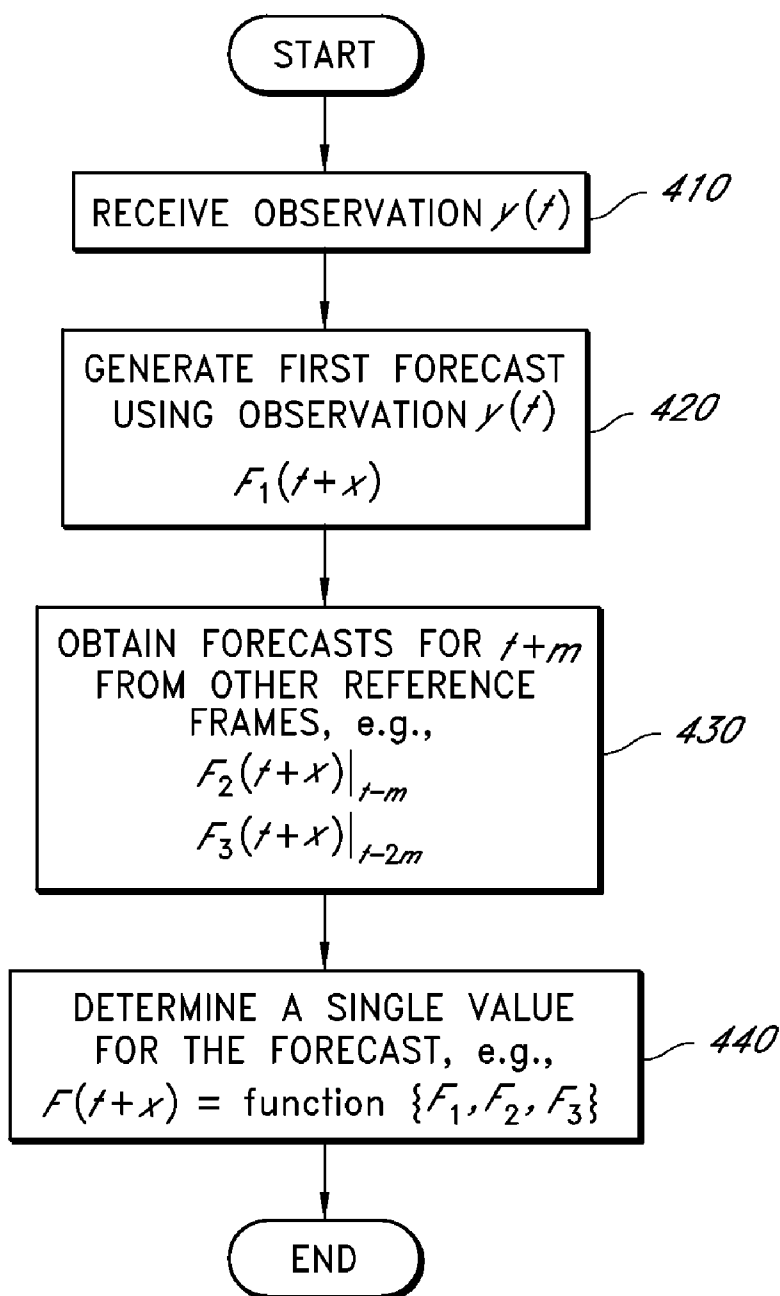 START
RECEIVE OBSERVATION y(t)
410
GENERATE FIRST FORECAST
USING OBSERVATION y(t)
F₁(t+x)
420
OBTAIN FORECASTS FOR t+m
FROM OTHER REFERENCE
FRAMES, e.g.,
F₂(t+x)|ₜ₋ₘ
F₃(t+x)|ₜ₋₂ₘ
430
DETERMINE A SINGLE VALUE
FOR THE FORECAST, e.g.,
F(t+x) = function {F₁, F₂, F₃}
440
END